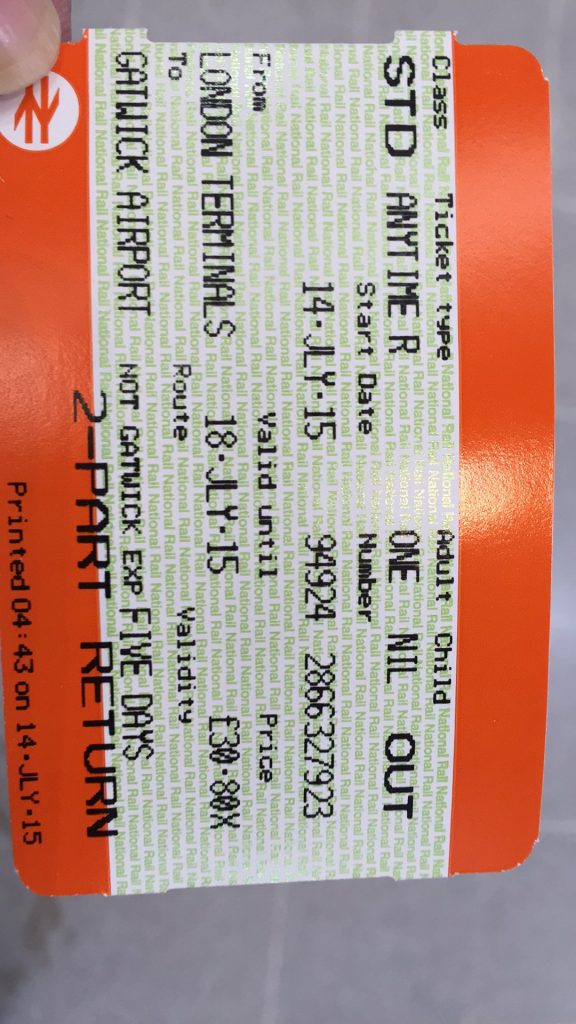 Class Ticket type Adult Child
STD ANYTIME R ONE NIL OUT
Start Date Number
14·JLY·15 94924 2866327923
From Valid until Price
LONDON TERMINALS 18·JLY·15 £30·80X
To Route Validity
GATWICK AIRPORT NOT GATWICK EXP FIVE DAYS
2-PART RETURN
Printed 04:43 on 14·JLY·15